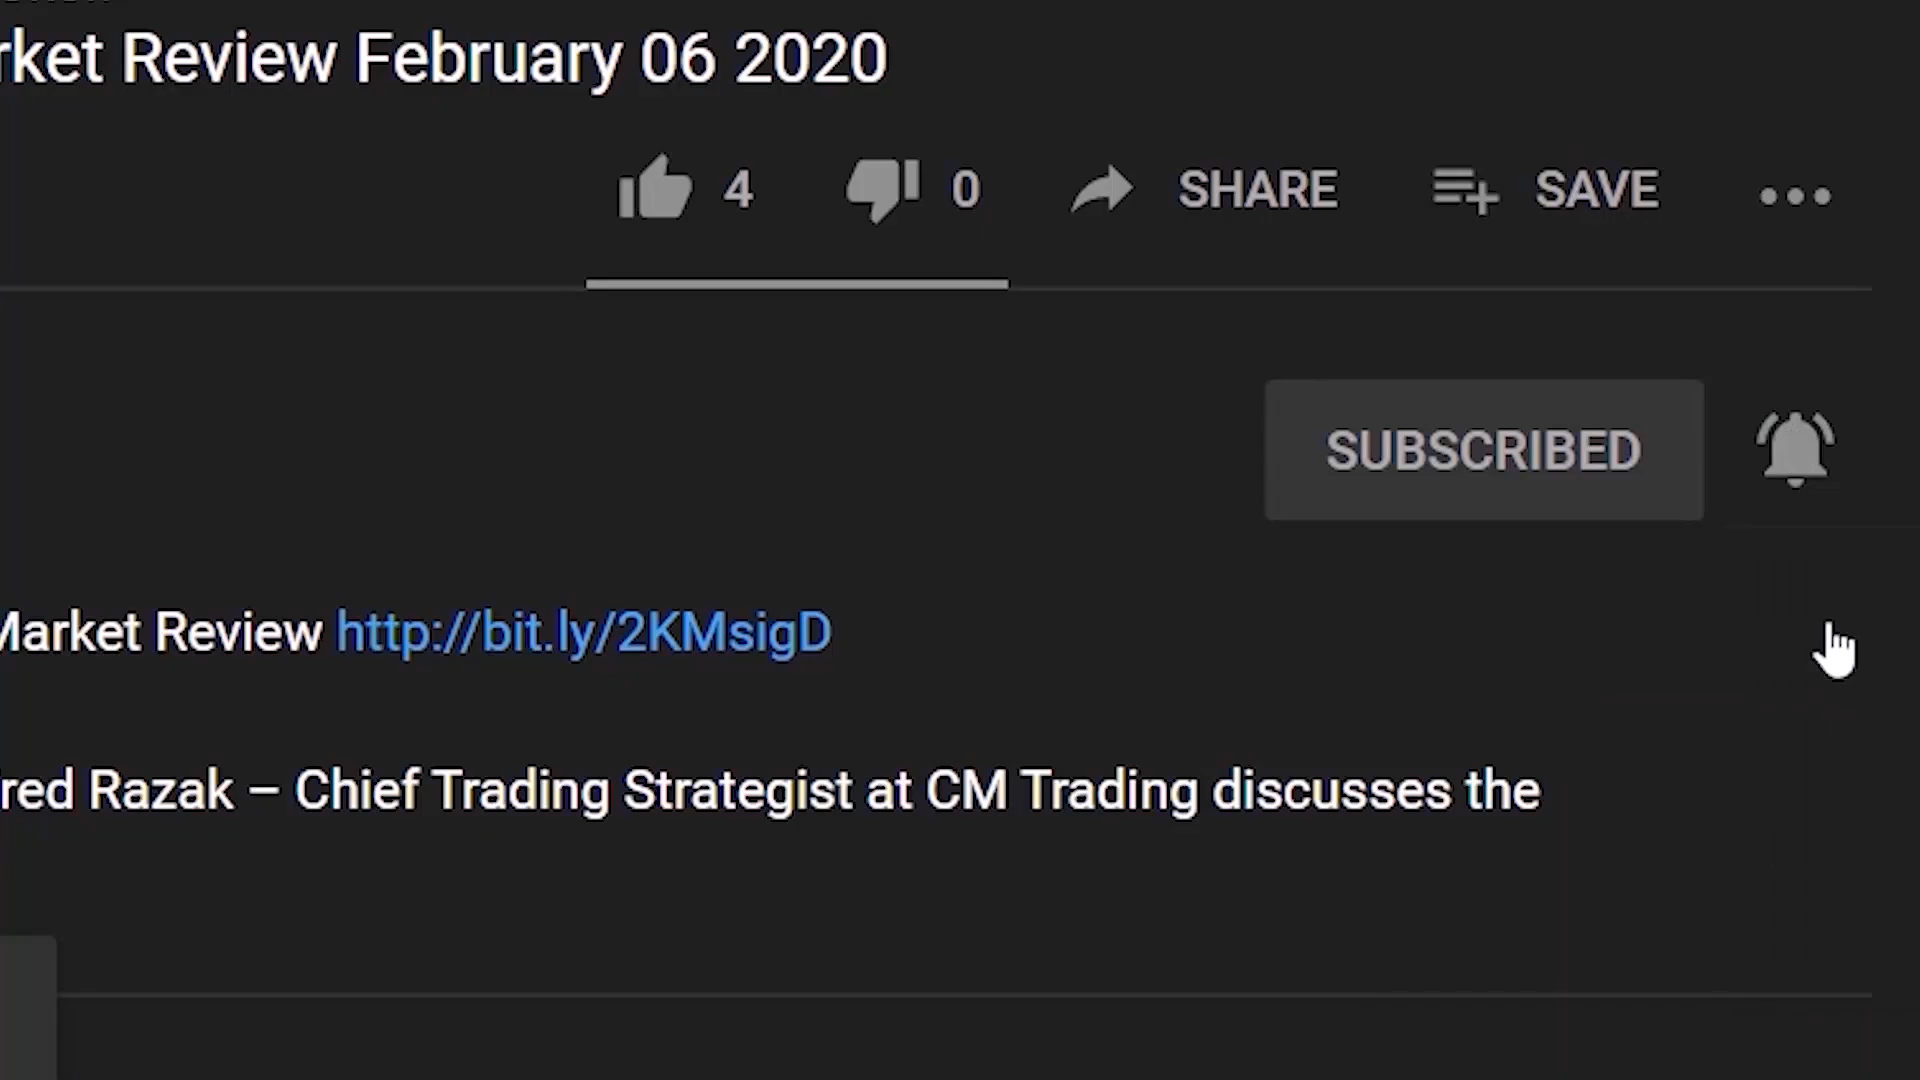 rket Review February 06 2020
4 0 SHARE SAVE
SUBSCRIBED
Market Review http://bit.ly/2KMsigD
red Razak – Chief Trading Strategist at CM Trading discusses the